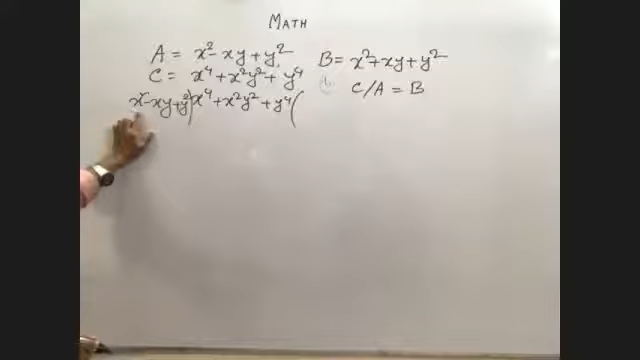 MATH
A = x² - xy + y², B = x² + xy + y²
C = x⁴ + x²y² + y⁴ C/A = B
x² - xy + y²) x⁴ + x²y² + y⁴ (